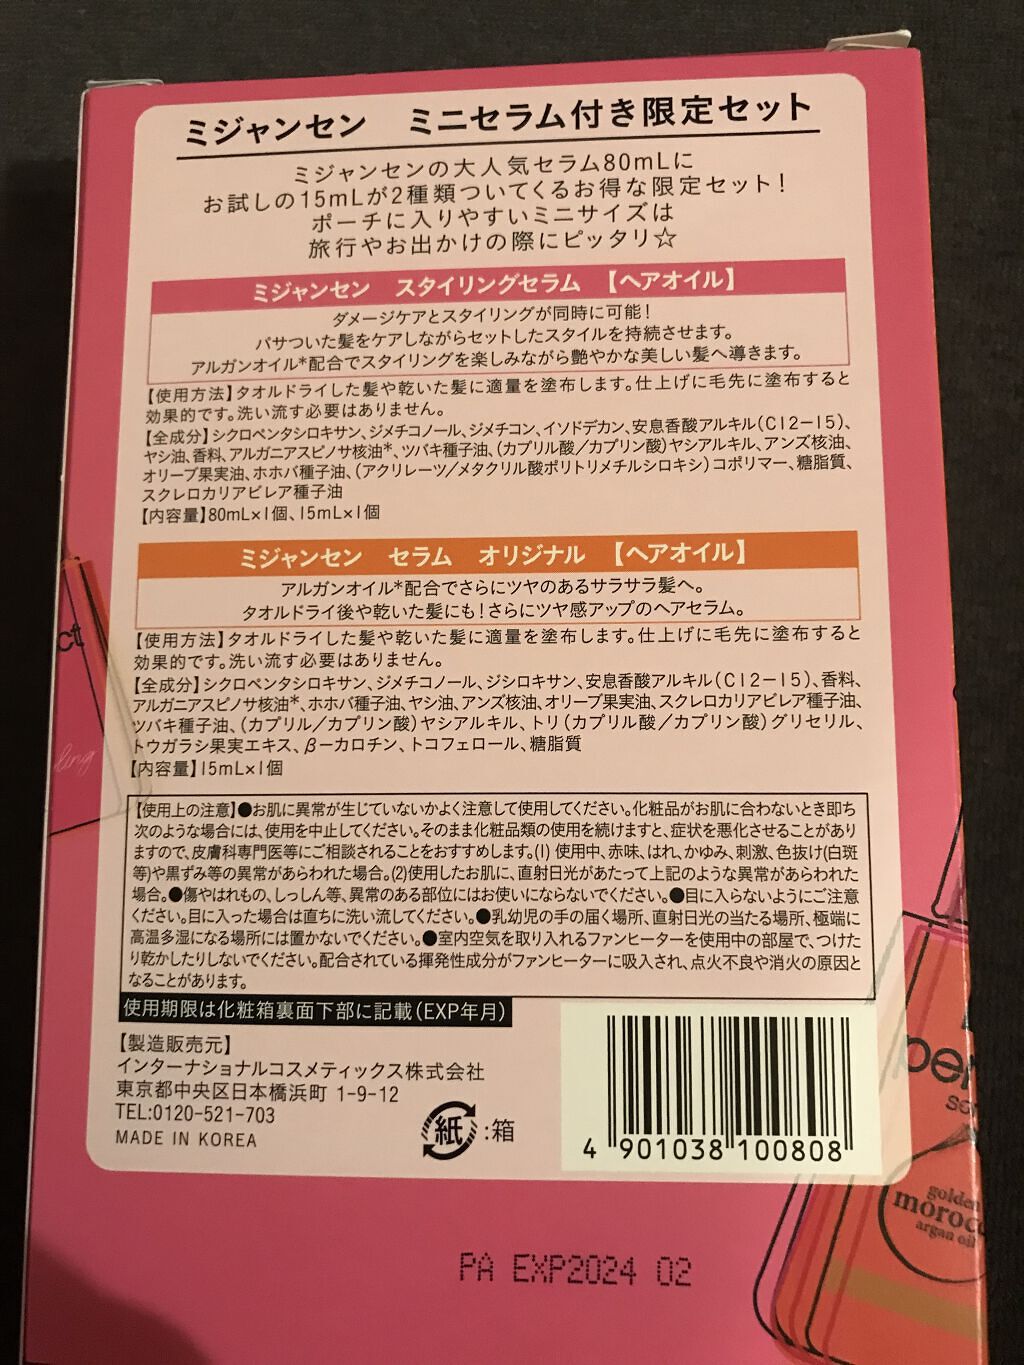 ミジャンセン　ミニセラム付き限定セット
ミジャンセンの大人気セラム80mLに
お試しの15mLが2種類ついてくるお得な限定セット!
ポーチに入りやすいミニサイズは
旅行やお出かけの際にピッタリ☆
ミジャンセン　スタイリングセラム　【ヘアオイル】
ダメージケアとスタイリングが同時に可能!
パサついた髪をケアしながらセットしたスタイルを持続させます。
アルガンオイル*配合でスタイリングを楽しみながら艶やかな美しい髪へ導きます。
【使用方法】タオルドライした髪や乾いた髪に適量を塗布します。仕上げに毛先に塗布すると
効果的です。洗い流す必要はありません。
【全成分】シクロペンタシロキサン、ジメチコノール、ジメチコン、イソドデカン、安息香酸アルキル(C12-15)、
ヤシ油、香料、アルガニアスピノサ核油*、ツバキ種子油、(カプリル酸/カプリン酸)ヤシアルキル、アンズ核油、
オリーブ果実油、ホホバ種子油、(アクリレーツ/メタクリル酸ポリトリメチルシロキシ)コポリマー、糖脂質、
スクレロカリアビレア種子油
【内容量】80mL×1個、15mL×1個
ミジャンセン　セラム　オリジナル　【ヘアオイル】
アルガンオイル*配合でさらにツヤのあるサラサラ髪へ。
タオルドライ後や乾いた髪にも!さらにツヤ感アップのヘアセラム。
【使用方法】タオルドライした髪や乾いた髪に適量を塗布します。仕上げに毛先に塗布すると
効果的です。洗い流す必要はありません。
【全成分】シクロペンタシロキサン、ジメチコノール、ジシロキサン、安息香酸アルキル(C12-15)、香料、
アルガニアスピノサ核油*、ホホバ種子油、ヤシ油、アンズ核油、オリーブ果実油、スクレロカリアビレア種子油、
ツバキ種子油、(カプリル/カプリン酸)ヤシアルキル、トリ(カプリル酸/カプリン酸)グリセリル、
トウガラシ果実エキス、β-カロチン、トコフェロール、糖脂質
【内容量】15mL×1個
【使用上の注意】●お肌に異常が生じていないかよく注意して使用してください。化粧品がお肌に合わないとき即ち
次のような場合には、使用を中止してください。そのまま化粧品類の使用を続けますと、症状を悪化させることがあり
ますので、皮膚科専門医等にご相談されることをおすすめします。(1)使用中、赤味、はれ、かゆみ、刺激、色抜け(白斑
等)や黒ずみ等の異常があらわれた場合。(2)使用したお肌に、直射日光があたって上記のような異常があらわれた
場合。●傷やはれもの、しっしん等、異常のある部位にはお使いにならないでください。●目に入らないようにご注意
ください。目に入った場合は直ちに洗い流してください。●乳幼児の手の届く場所、直射日光の当たる場所、極端に
高温多湿になる場所には置かないでください。●室内空気を取り入れるファンヒーターを使用中の部屋で、つけた
り乾かしたりしないでください。配合されている揮発性成分がファンヒーターに吸入され、点火不良や消火の原因と
なることがあります。
使用期限は化粧箱裏面下部に記載(EXP年月)
【製造販売元】
インターナショナルコスメティックス株式会社
東京都中央区日本橋浜町 1-9-12
TEL:0120-521-703
MADE IN KOREA
紙:箱
4 901038 100808
ct
ling
per
se
golden
moroc
argan oil
PA EXP2024 02